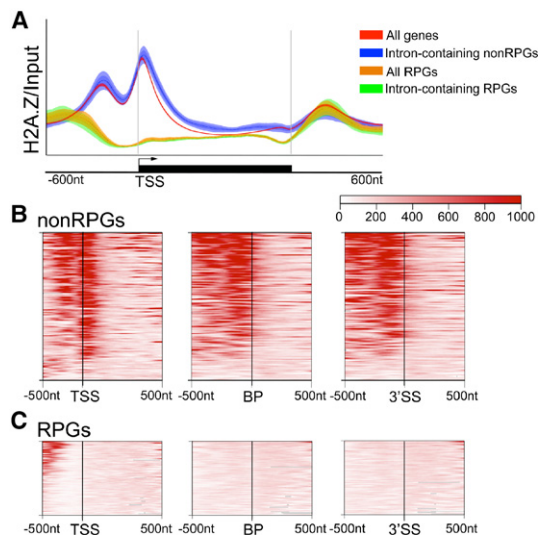 A
H2A.Z/Input
All genes
Intron-containing nonRPGs
All RPGs
Intron-containing RPGs
-600nt TSS 600nt
0 200 400 600 800 1000
B nonRPGs
-500nt TSS 500nt -500nt BP 500nt -500nt 3'SS 500nt
C RPGs
-500nt TSS 500nt -500nt BP 500nt -500nt 3'SS 500nt